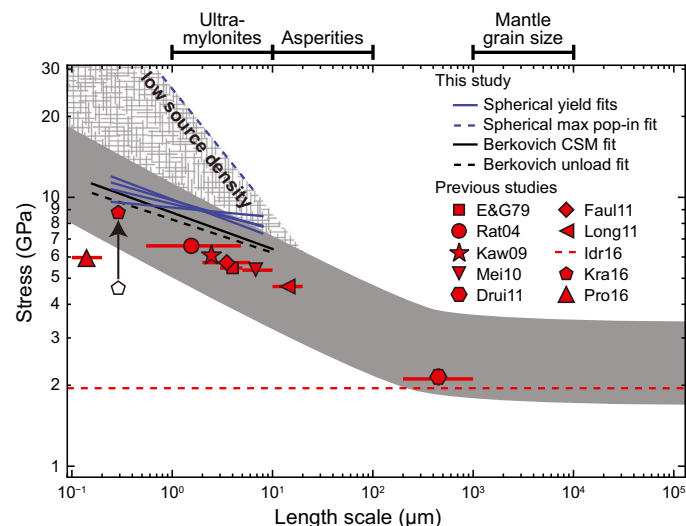 Ultra-
mylonites
Asperities
Mantle
grain size
This study
Spherical yield fits
Spherical max pop-in fit
Berkovich CSM fit
Berkovich unload fit
Previous studies
E&G79
Rat04
Kaw09
Mei10
Drui11
Faul11
Long11
Idr16
Kra16
Pro16
low source density
Stress (GPa)
30
20
10
8
6
5
4
3
2
1
10⁻¹
10⁰
10¹
10²
10³
10⁴
10⁵
Length scale (μm)